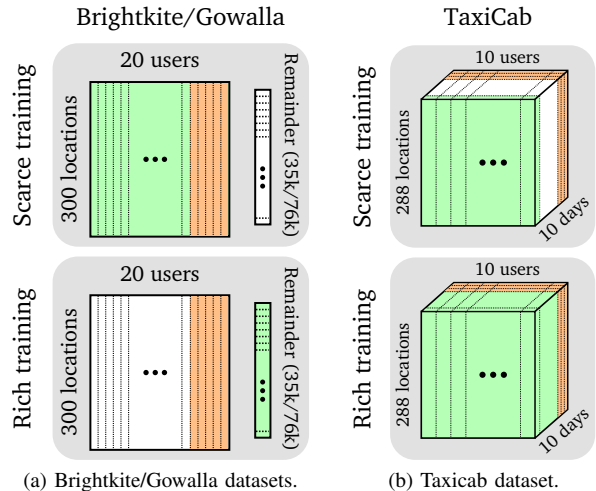 Brightkite/Gowalla
TaxiCab
Scarce training
20 users
300 locations
Remainder (35k/76k)
Scarce training
10 users
288 locations
10 days
Rich training
20 users
300 locations
Remainder (35k/76k)
Rich training
10 users
288 locations
10 days
(a) Brightkite/Gowalla datasets.
(b) Taxicab dataset.